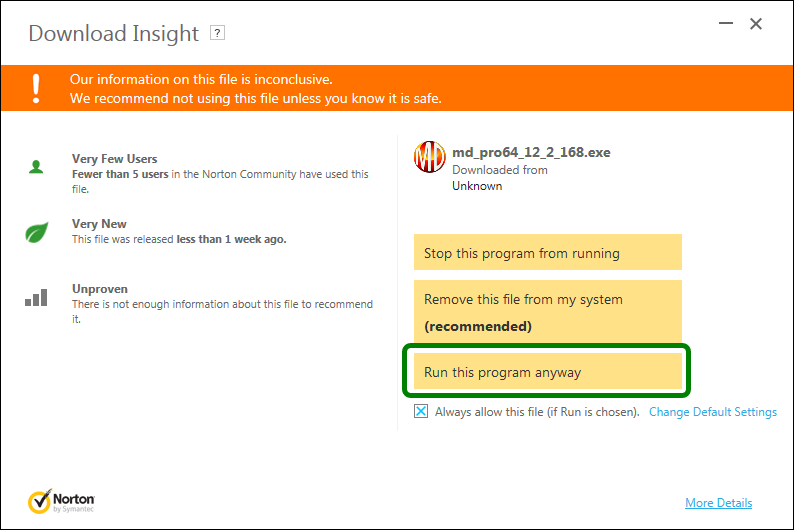 Download Insight ?
Our information on this file is inconclusive.
We recommend not using this file unless you know it is safe.
Very Few Users
Fewer than 5 users in the Norton Community have used this
file.
Very New
This file was released less than 1 week ago.
Unproven
There is not enough information about this file to recommend
it.
MD
md_pro64_12_2_168.exe
Downloaded from
Unknown
Stop this program from running
Remove this file from my system
(recommended)
Run this program anyway
Always allow this file (if Run is chosen). Change Default Settings
Norton
by Symantec
More Details